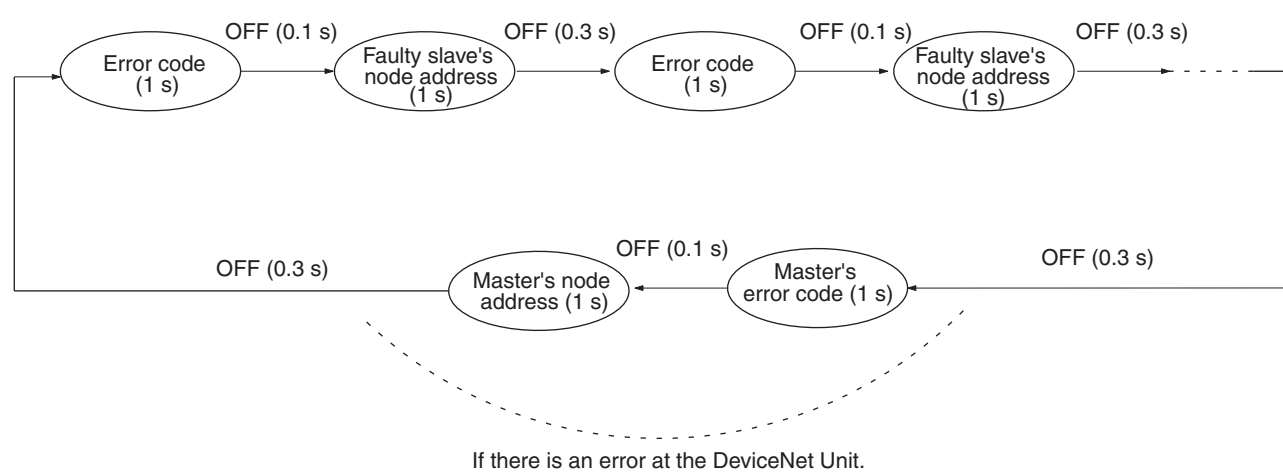 OFF (0.1 s)
OFF (0.3 s)
OFF (0.1 s)
OFF (0.3 s)
Error code
(1 s)
Faulty slave's
node address
(1 s)
Error code
(1 s)
Faulty slave's
node address
(1 s)
OFF (0.3 s)
Master's node
address (1 s)
OFF (0.1 s)
Master's
error code (1 s)
OFF (0.3 s)
If there is an error at the DeviceNet Unit.